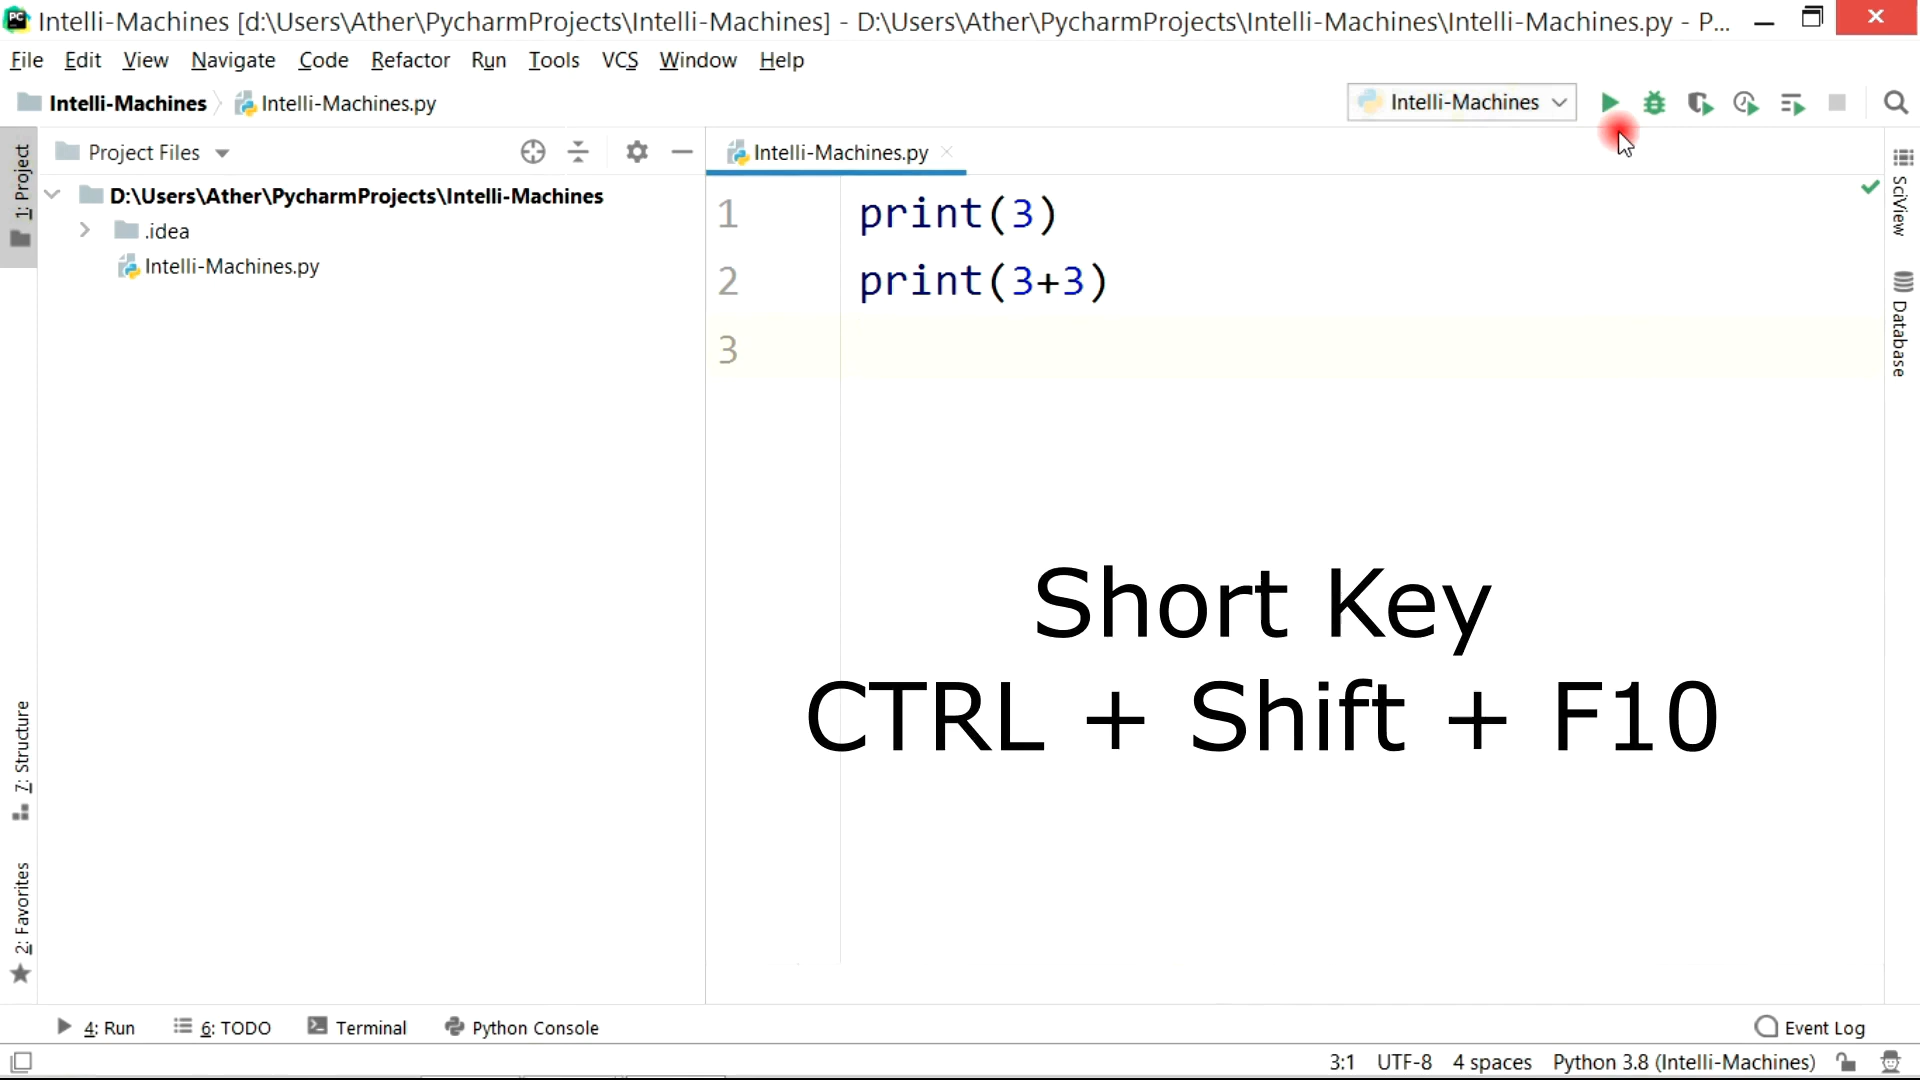 Intelli-Machines [d:\Users\Ather\PycharmProjects\Intelli-Machines] - D:\Users\Ather\PycharmProjects\Intelli-Machines\Intelli-Machines.py - P...
File Edit View Navigate Code Refactor Run Tools VCS Window Help
Intelli-Machines Intelli-Machines.py
Intelli-Machines
1: Project
Project Files
D:\Users\Ather\PycharmProjects\Intelli-Machines
.idea
Intelli-Machines.py
Intelli-Machines.py
1 print(3)
2 print(3+3)
3
Short Key
CTRL + Shift + F10
SciView
Database
7: Structure
2: Favorites
4: Run 6: TODO Terminal Python Console Event Log
3:1 UTF-8 4 spaces Python 3.8 (Intelli-Machines)